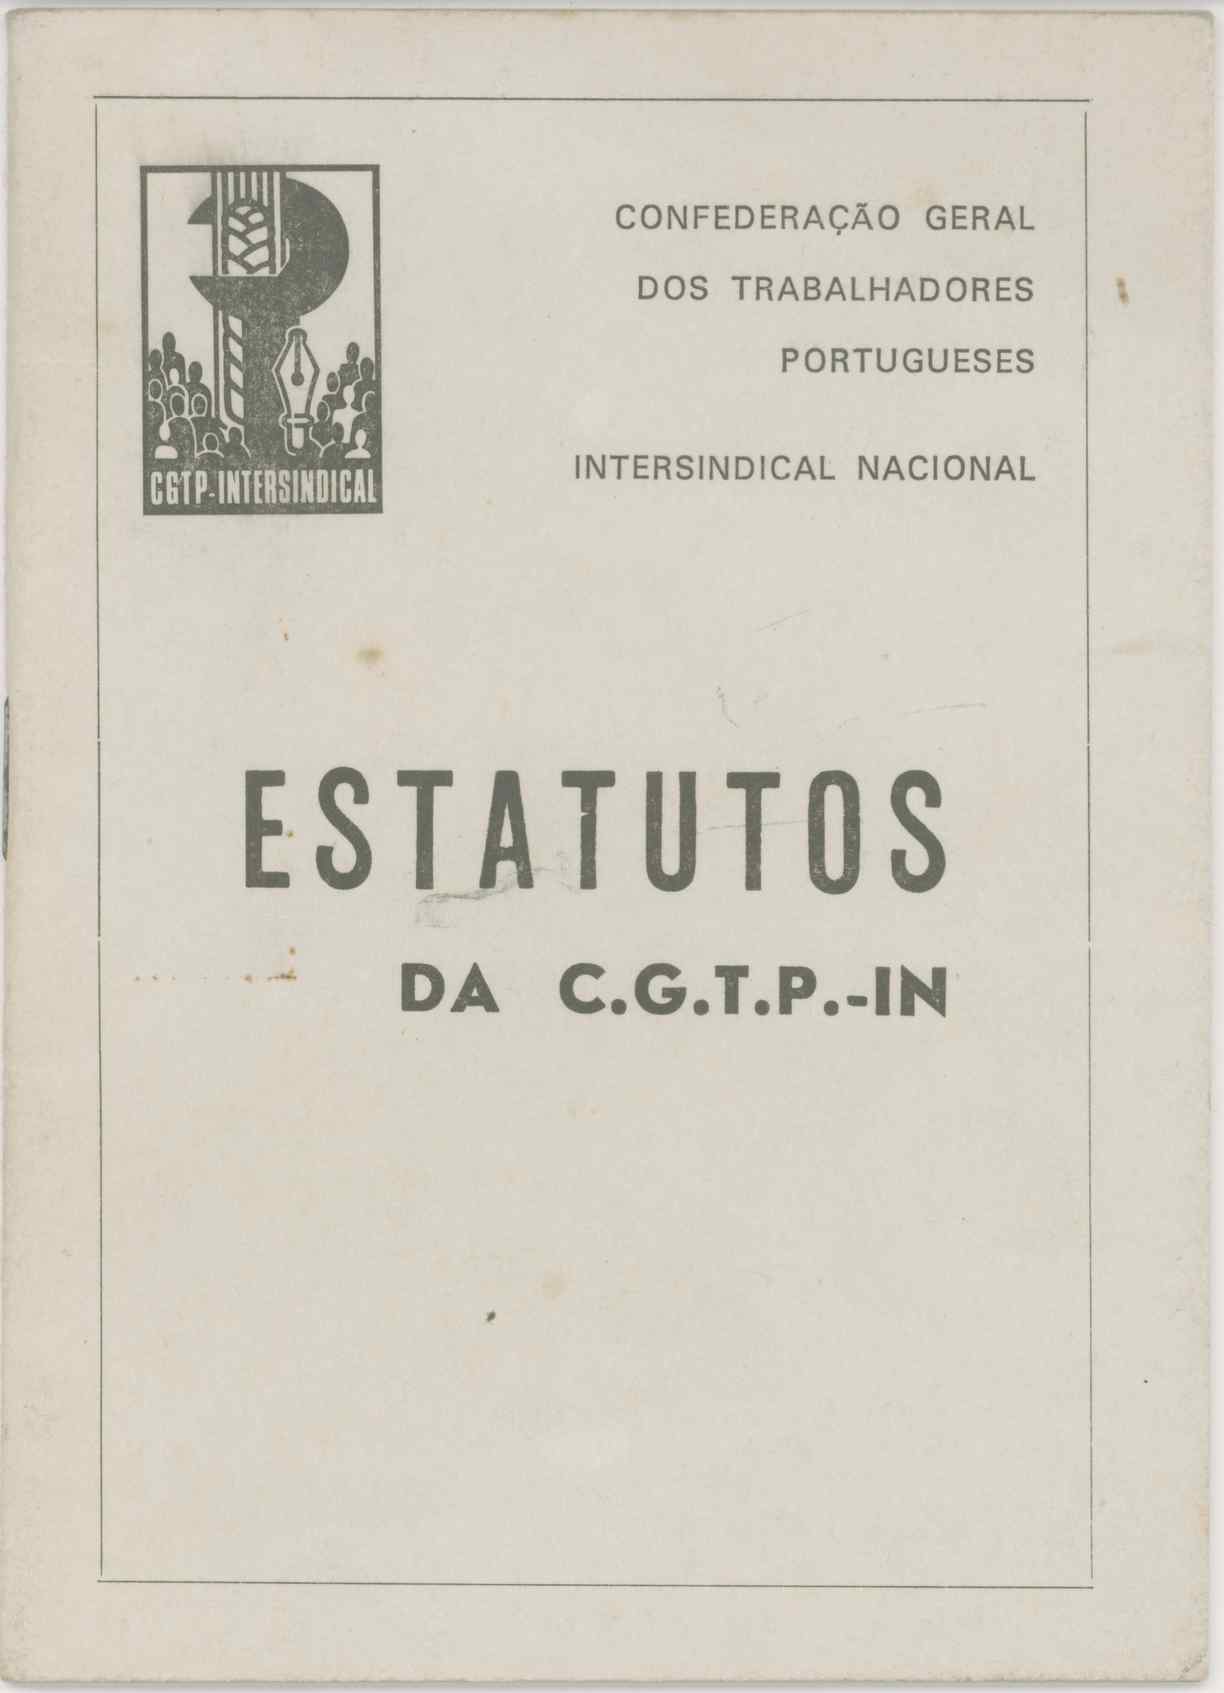 CGTP-INTERSINDICAL
CONFEDERAÇÃO GERAL
DOS TRABALHADORES
PORTUGUESES
INTERSINDICAL NACIONAL
ESTATUTOS
DA C.G.T.P.-IN